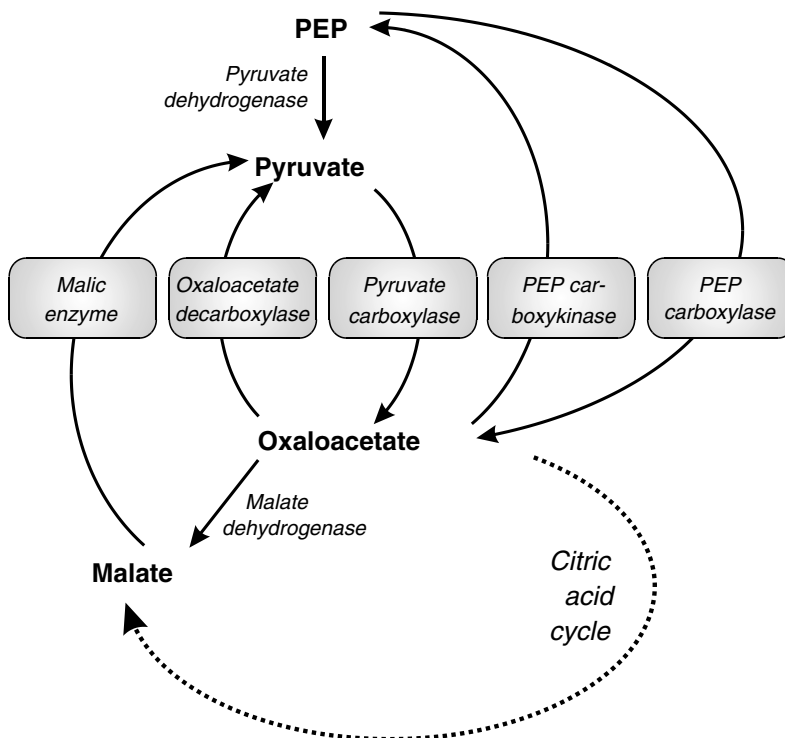 PEP
Pyruvate
dehydrogenase
Pyruvate
Malic
enzyme
Oxaloacetate
decarboxylase
Pyruvate
carboxylase
PEP car-
boxykinase
PEP
carboxylase
Oxaloacetate
Malate
dehydrogenase
Malate
Citric
acid
cycle